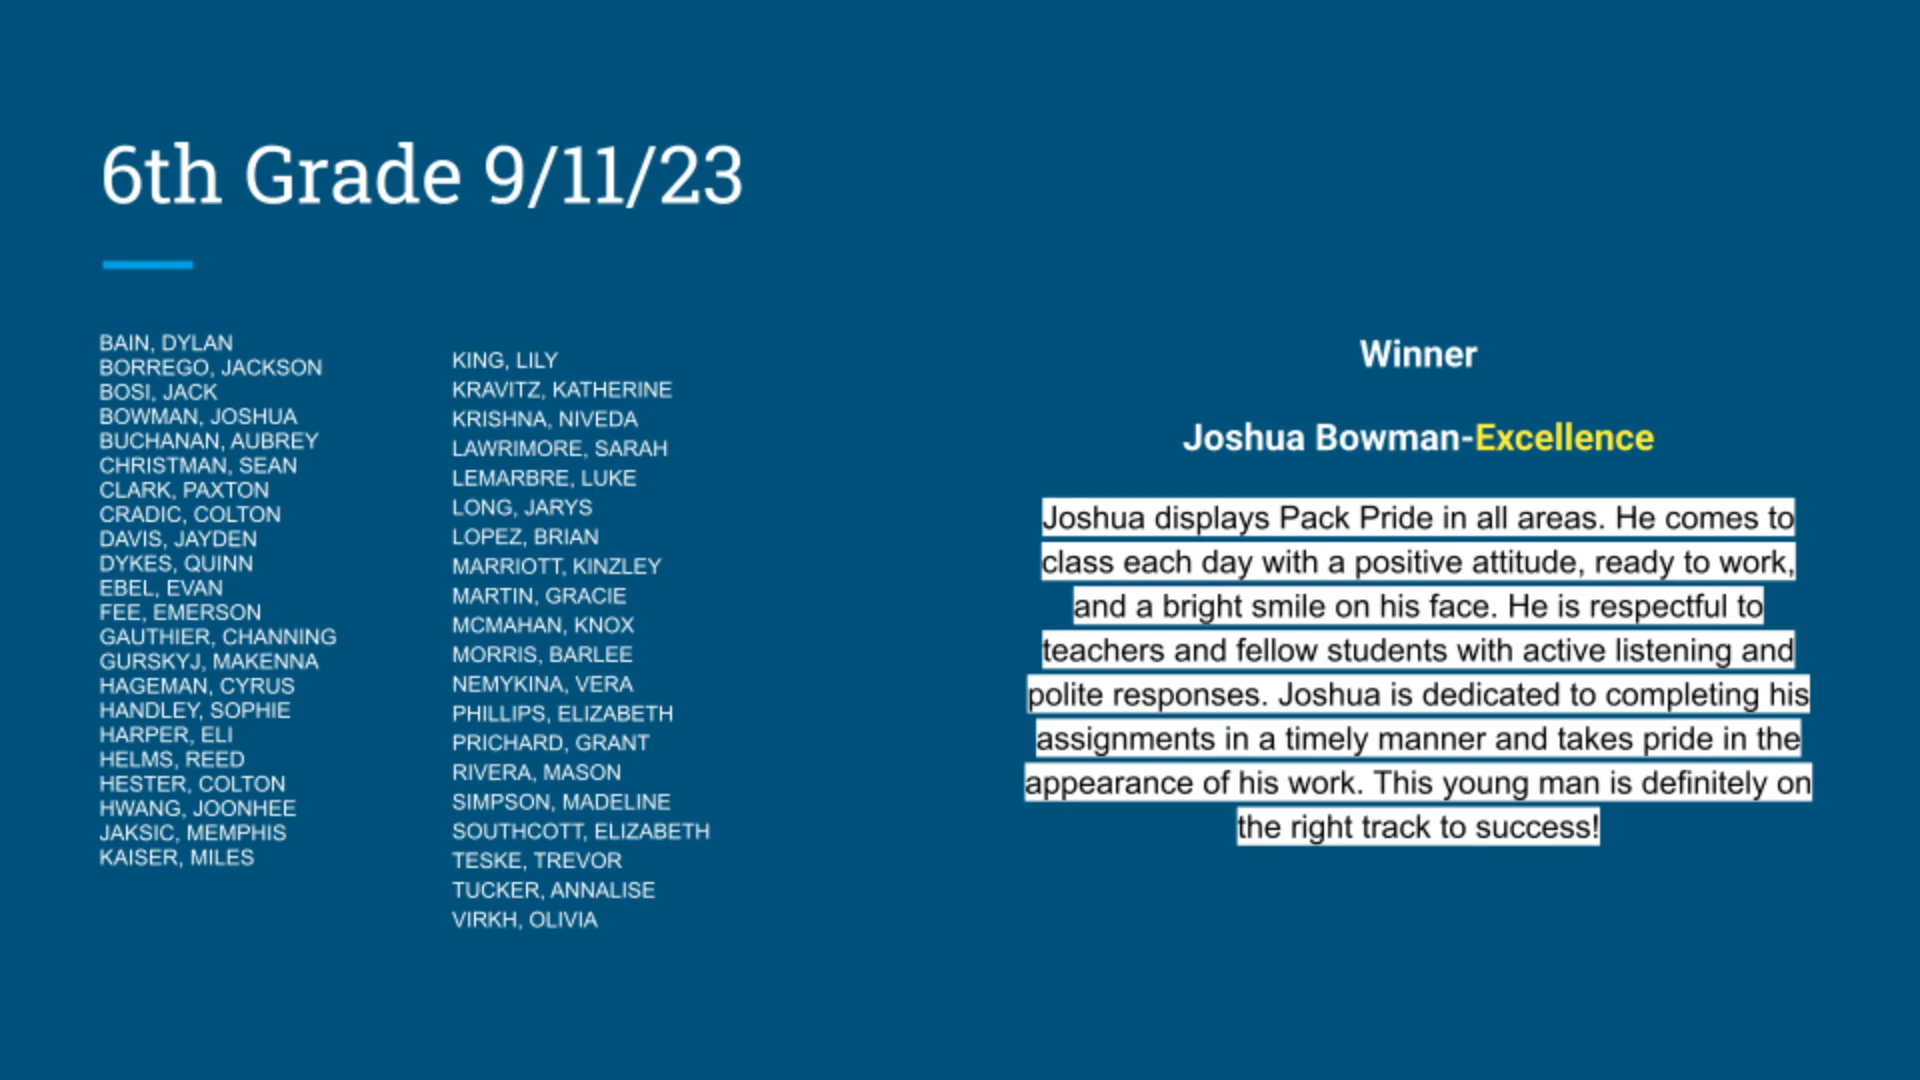 6th Grade 9/11/23
BAIN, DYLAN
BORREGO, JACKSON
BOSI, JACK
BOWMAN, JOSHUA
BUCHANAN, AUBREY
CHRISTMAN, SEAN
CLARK, PAXTON
CRADIC, COLTON
DAVIS, JAYDEN
DYKES, QUINN
EBEL, EVAN
FEE, EMERSON
GAUTHIER, CHANNING
GURSKYJ, MAKENNA
HAGEMAN, CYRUS
HANDLEY, SOPHIE
HARPER, ELI
HELMS, REED
HESTER, COLTON
HWANG, JOONHEE
JAKSIC, MEMPHIS
KAISER, MILES
KING, LILY
KRAVITZ, KATHERINE
KRISHNA, NIVEDA
LAWRIMORE, SARAH
LEMARBRE, LUKE
LONG, JARYS
LOPEZ, BRIAN
MARRIOTT, KINZLEY
MARTIN, GRACIE
MCMAHAN, KNOX
MORRIS, BARLEE
NEMYKINA, VERA
PHILLIPS, ELIZABETH
PRICHARD, GRANT
RIVERA, MASON
SIMPSON, MADELINE
SOUTHCOTT, ELIZABETH
TESKE, TREVOR
TUCKER, ANNALISE
VIRKH, OLIVIA
Winner
Joshua Bowman-Excellence
Joshua displays Pack Pride in all areas. He comes to
class each day with a positive attitude, ready to work,
and a bright smile on his face. He is respectful to
teachers and fellow students with active listening and
polite responses. Joshua is dedicated to completing his
assignments in a timely manner and takes pride in the
appearance of his work. This young man is definitely on
the right track to success!